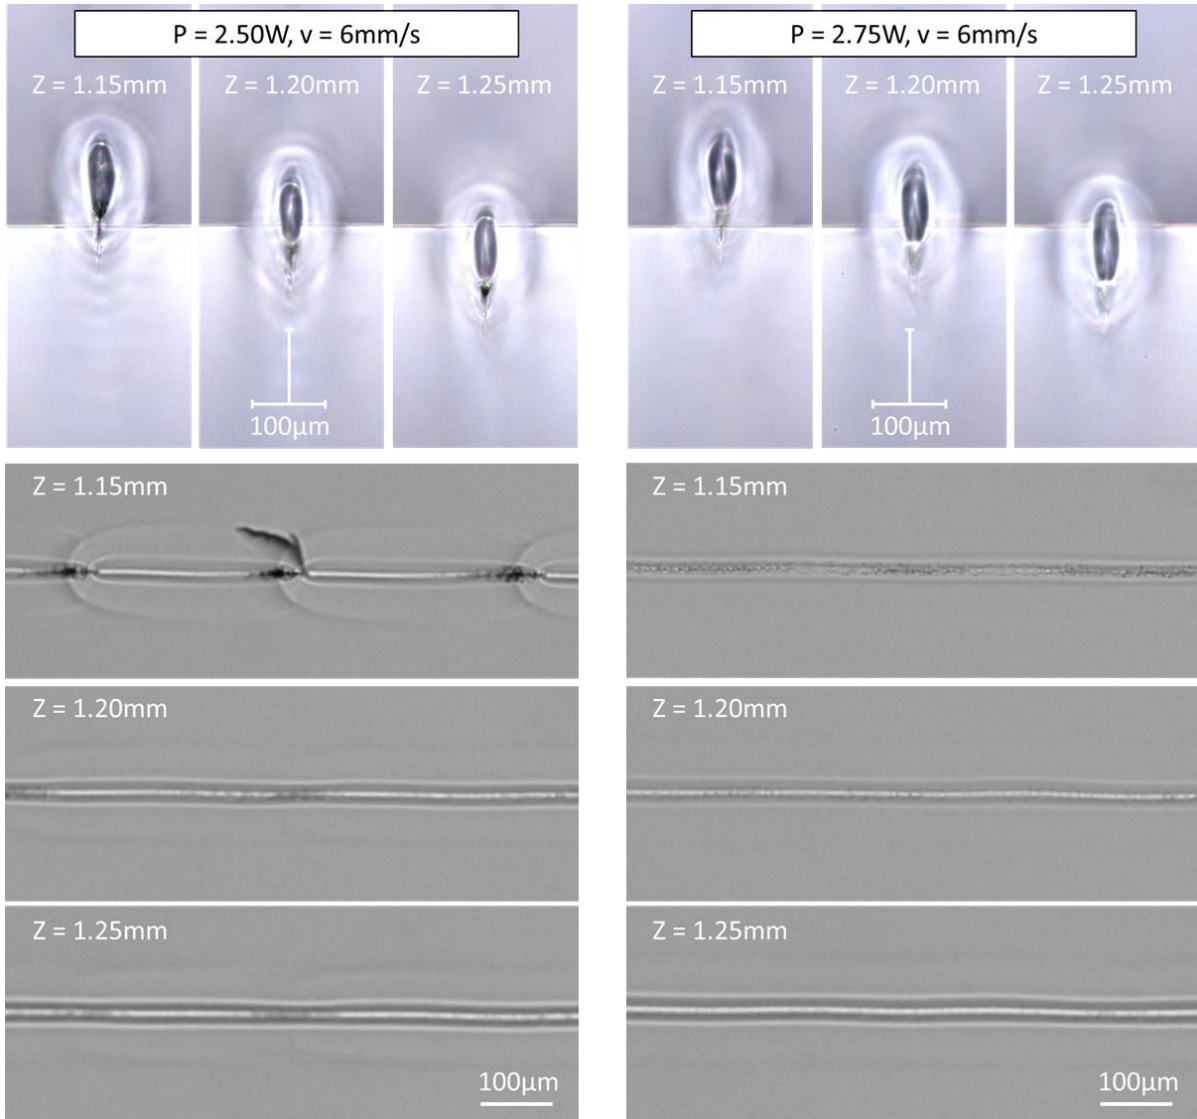 P = 2.50W, v = 6mm/s
Z = 1.15mm
Z = 1.20mm
Z = 1.25mm
100µm
Z = 1.15mm
Z = 1.20mm
Z = 1.25mm
100µm
P = 2.75W, v = 6mm/s
Z = 1.15mm
Z = 1.20mm
Z = 1.25mm
100µm
Z = 1.15mm
Z = 1.20mm
Z = 1.25mm
100µm